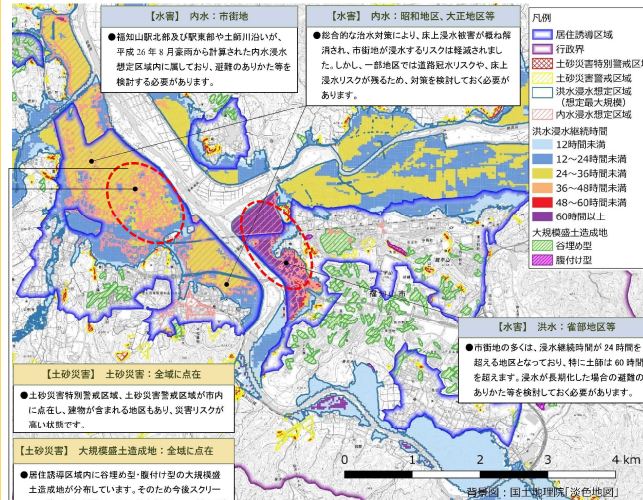 【水害】 内水：市街地
●福知山駅北部及び駅東部や土師川沿いが、
平成 26 年 8 月豪雨から計算された内水浸水
想定区域内に属しており、避難のありかた等を
検討する必要があります。
【水害】 内水：昭和地区、大正地区等
●総合的な治水対策により、床上浸水被害が概ね解
消され、市街地が浸水するリスクは軽減されまし
た。しかし、一部地区では道路冠水リスクや、床上
浸水リスクが残るため、対策を検討しておく必要が
あります。
凡例
居住誘導区域
行政界
土砂災害特別警戒区域
土砂災害警戒区域
洪水浸水想定区域
（想定最大規模）
内水浸水想定区域
洪水浸水継続時間
12時間未満
12～24時間未満
24～36時間未満
36～48時間未満
48～60時間未満
60時間以上
大規模盛土造成地
谷埋め型
腹付け型
【水害】 洪水：雀部地区等
●市街地の多くは、浸水継続時間が 24 時間を
超える地区となっており、特に土師は 60 時間
を超えます。浸水が長期化した場合の避難の
ありかた等を検討しておく必要があります。
【土砂災害】 土砂災害：全域に点在
●土砂災害特別警戒区域、土砂災害警戒区域が市内
に点在し、建物が含まれる地区もあり、災害リスクが
高い状態です。
【土砂災害】 大規模盛土造成地：全域に点在
●居住誘導区域内に谷埋め型・腹付け型の大規模盛
土造成地が分布しています。そのため今後スクリー
0 1 2 4 km
背景図：国土地理院「淡色地図」